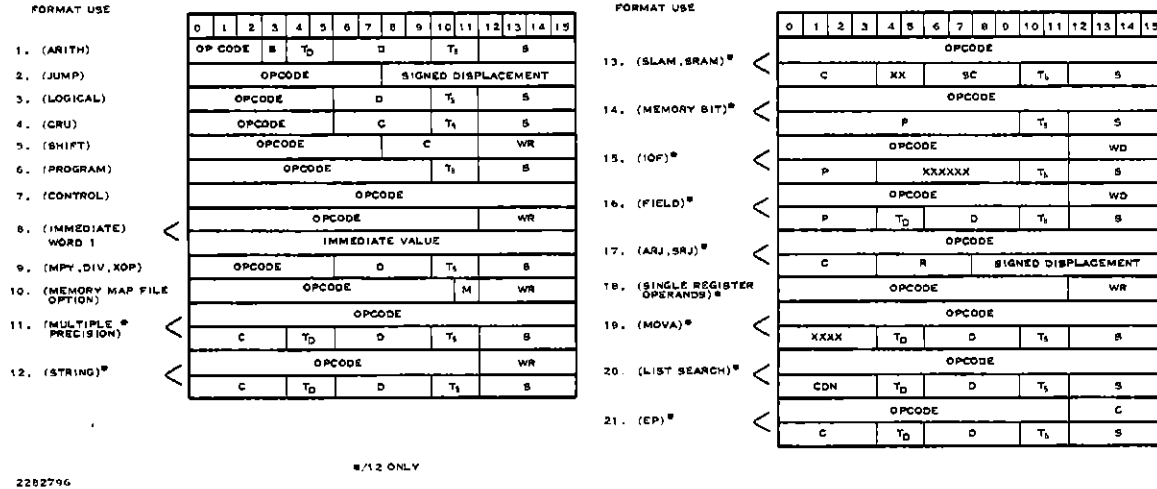 FORMAT USE
0 1 2 3 4 5 6 7 8 9 10 11 12 13 14 15
1. (ARITH) OP CODE B TD D TS S
2. (JUMP) OPCODE SIGNED DISPLACEMENT
3. (LOGICAL) OPCODE D TS S
4. (CRU) OPCODE C TS S
5. (SHIFT) OPCODE C WR
6. (PROGRAM) OPCODE TS S
7. (CONTROL) OPCODE
8. (IMMEDIATE) OPCODE WR
WORD 1 IMMEDIATE VALUE
9. (MPY,DIV,XOP) OPCODE D TS S
10. (MEMORY MAP FILE OPTION) OPCODE M WR
11. (MULTIPLE * PRECISION) OPCODE
C TD D TS S
12. (STRING)* OPCODE WR
C TD D TS S
FORMAT USE
0 1 2 3 4 5 6 7 8 9 10 11 12 13 14 15
13. (SLAM,SRAM)* OPCODE
C XX SC TS S
14. (MEMORY BIT)* OPCODE
P TS S
15. (IOF)* OPCODE WD
P XXXXXX TS S
16. (FIELD)* OPCODE WD
P TD D TS S
17. (ARJ,SRJ)* OPCODE
C R SIGNED DISPLACEMENT
18. (SINGLE REGISTER OPERANDS)* OPCODE WR
19. (MOVA)* OPCODE
XXXX TD D TS S
20. (LIST SEARCH)* OPCODE
CDN TD D TS S
21. (EP)* OPCODE C
C TD D TS S
*/12 ONLY
2282796